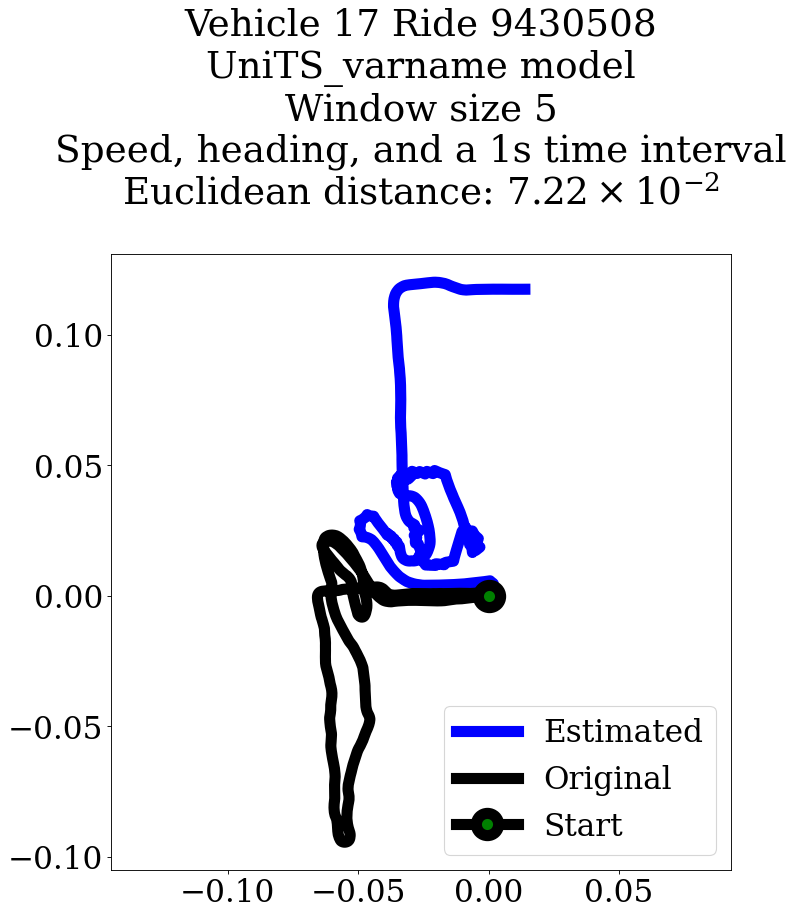 Vehicle 17 Ride 9430508
UniTS_varname model
Window size 5
Speed, heading, and a 1s time interval
Euclidean distance: 7.22 × 10⁻²
0.10
0.05
0.00
−0.05
−0.10
Estimated
Original
Start
−0.10 −0.05 0.00 0.05